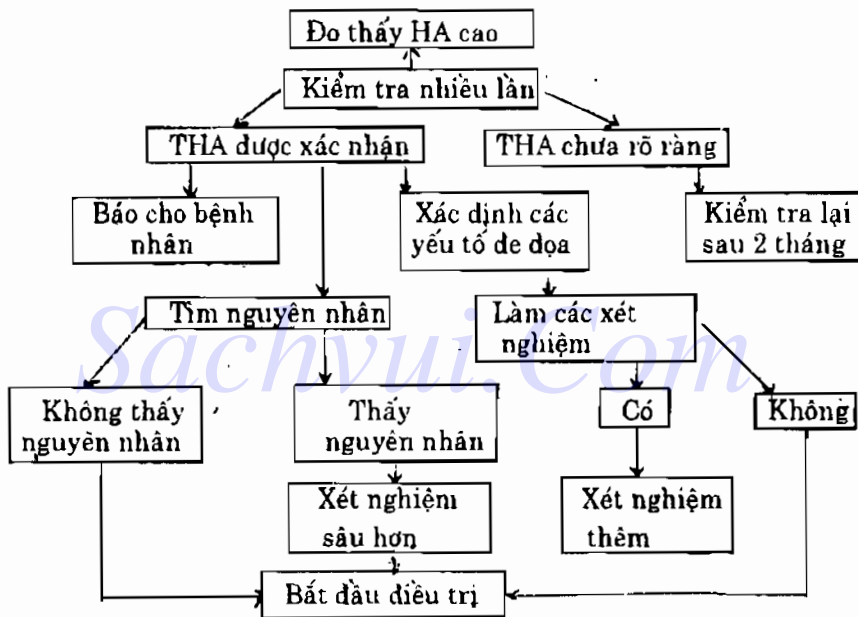 Đo thấy HA cao
Kiểm tra nhiều lần
THA được xác nhận
THA chưa rõ ràng
Báo cho bệnh
nhân
Xác định các
yếu tố đe dọa
Kiểm tra lại
sau 2 tháng
Tìm nguyên nhân
Làm các xét
nghiệm
Sachvui.Com
Không thấy
nguyên nhân
Thấy
nguyên nhân
Có
Không
Xét nghiệm
sâu hơn
Xét nghiệm
thêm
Bắt đầu điều trị